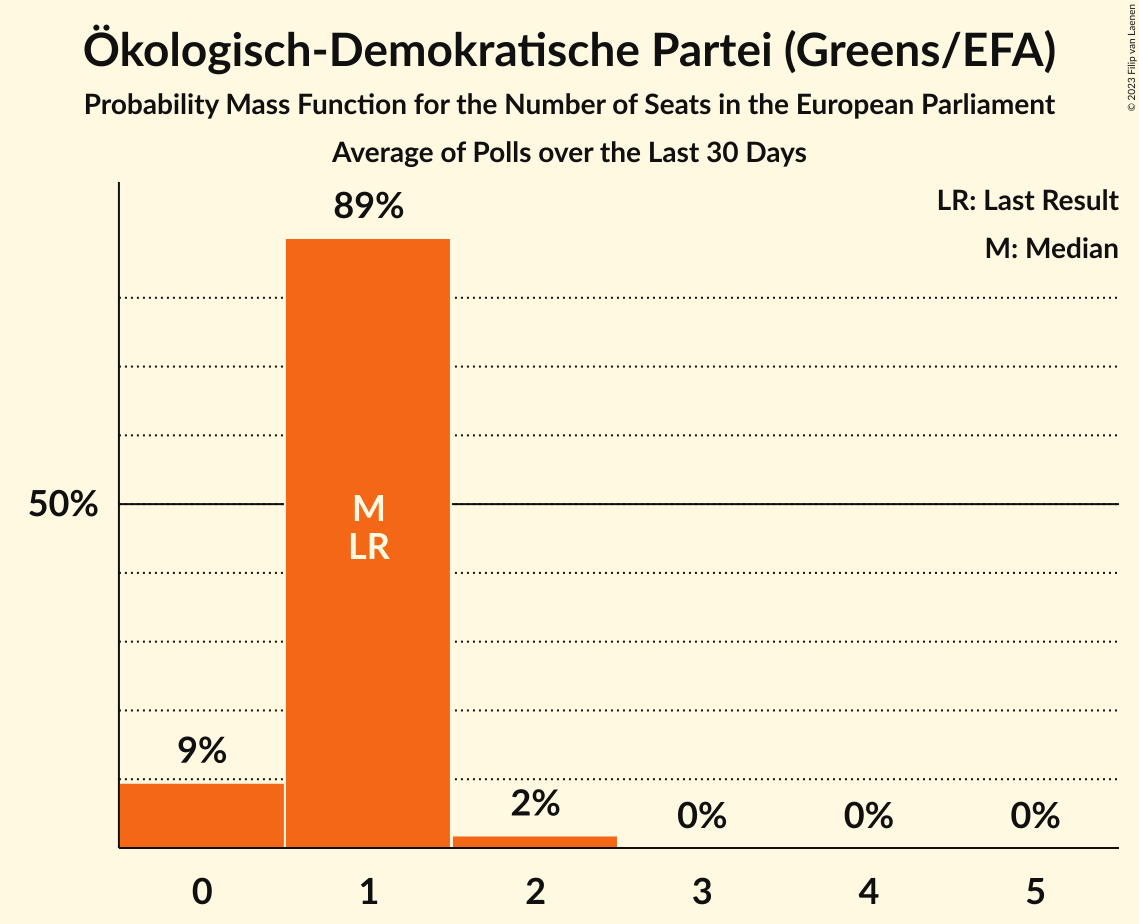 Ökologisch-Demokratische Partei (Greens/EFA)
Probability Mass Function for the Number of Seats in the European Parliament
Average of Polls over the Last 30 Days
© 2023 Filip van Laenen
LR: Last Result
M: Median
89%
50%
M
LR
9%
2%
0%
0%
0%
0
1
2
3
4
5